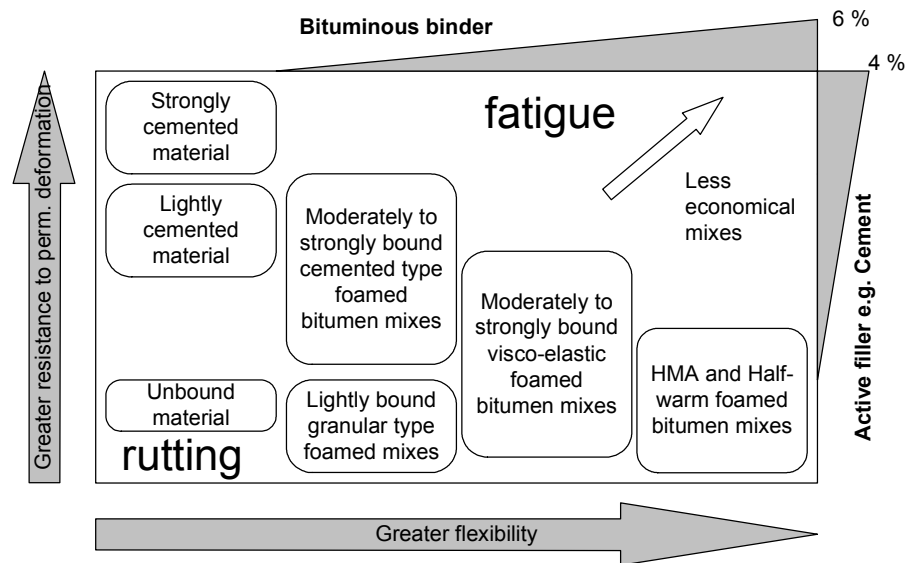 Bituminous binder
6 %
4 %
Greater resistance to perm. deformation
Strongly
cemented
material
fatigue
Lightly
cemented
material
Moderately to
strongly bound
cemented type
foamed
bitumen mixes
Less
economical
mixes
Moderately to
strongly bound
visco-elastic
foamed
bitumen mixes
HMA and Half-
warm foamed
bitumen mixes
Active filler e.g. Cement
Unbound
material
Lightly bound
granular type
foamed mixes
rutting
Greater flexibility